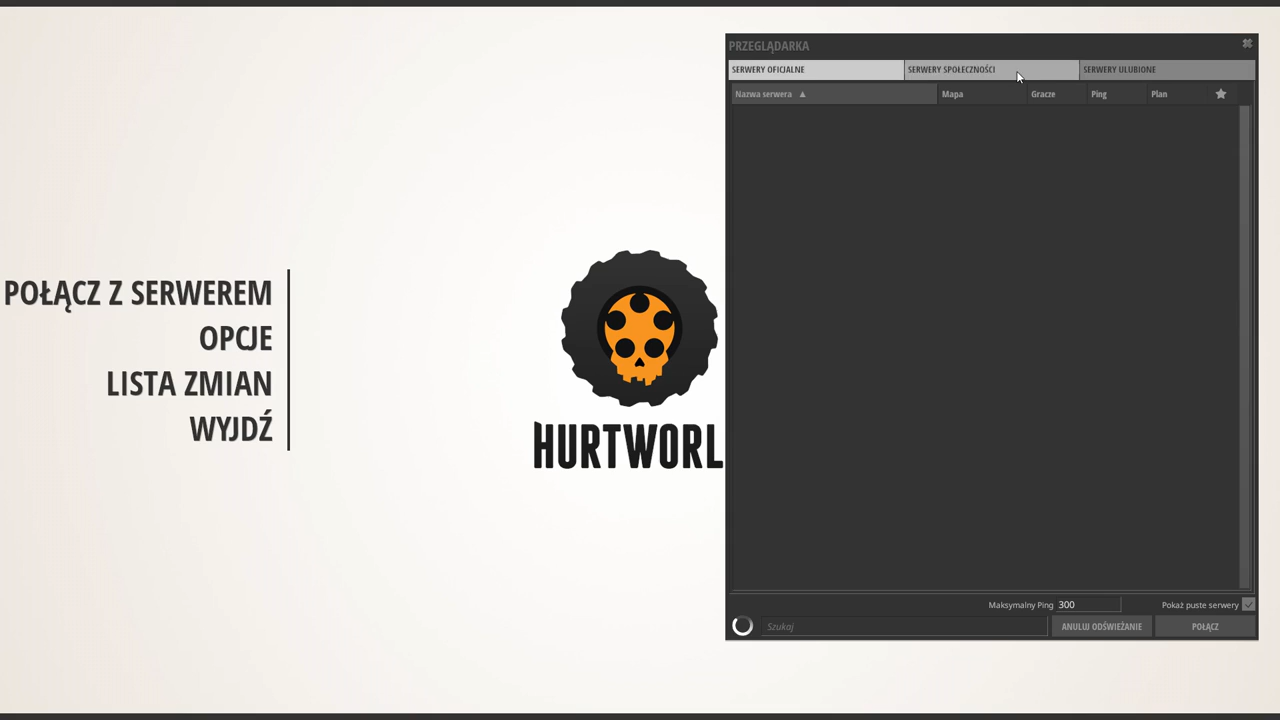 POŁĄCZ Z SERWEREM
OPCJE
LISTA ZMIAN
WYJDŹ
HURTWORL
PRZEGLĄDARKA
SERWERY OFICJALNE SERWERY SPOŁECZNOŚCI SERWERY ULUBIONE
Nazwa serwera Mapa Gracze Ping Plan
Maksymalny Ping 300 Pokaż puste serwery
Szukaj ANULUJ ODŚWIEŻANIE POŁĄCZ